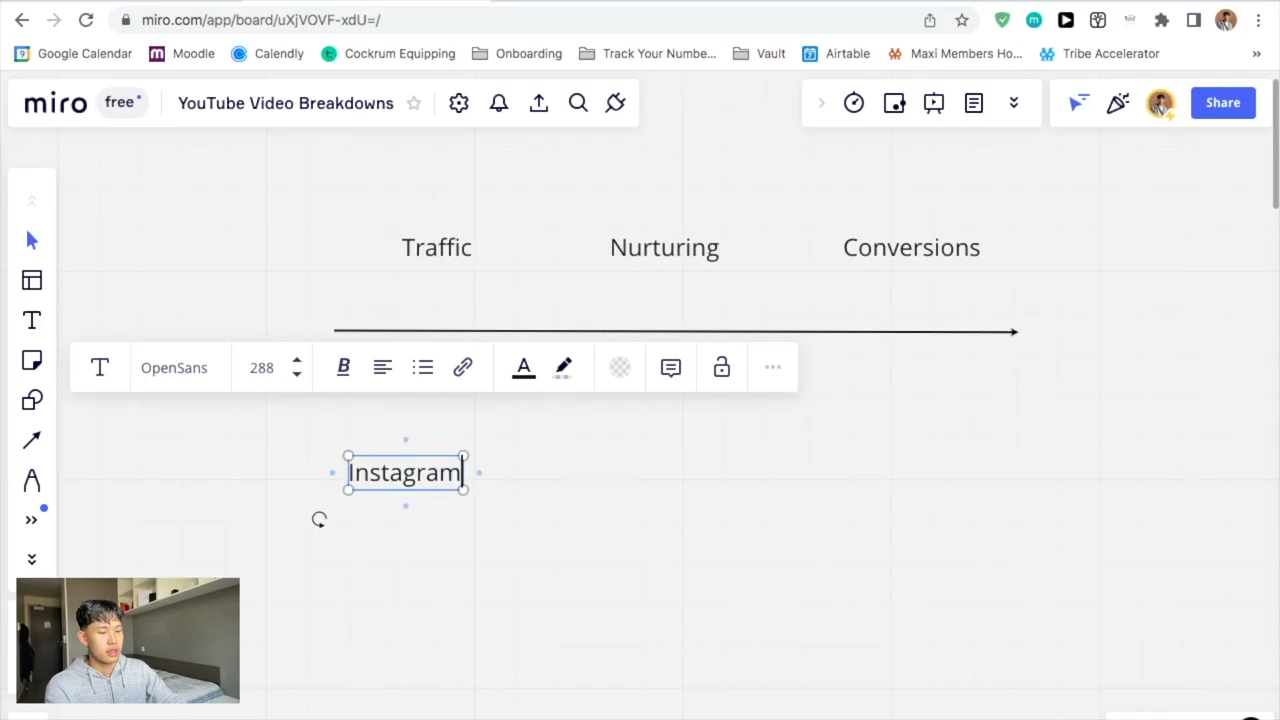 miro.com/app/board/uXjVOVF-xdU=/
Google Calendar Moodle Calendly Cockrum Equipping Onboarding Track Your Numbe... Vault Airtable Maxi Members Ho... Tribe Accelerator »
miro free YouTube Video Breakdowns Share
Traffic Nurturing Conversions
OpenSans 288 B A
Instagram